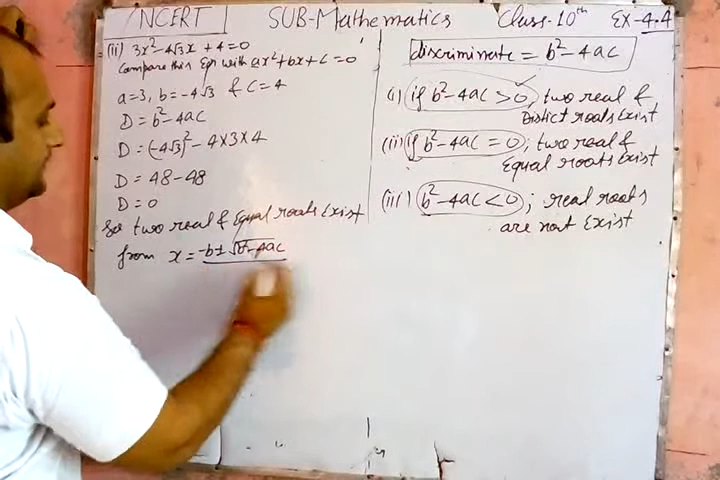 NCERT SUB-Mathematics Class-10th EX-4.4
(ii) 3x²-4√3x+4=0
Compare this Eqn with ax²+bx+c=0
a=3, b=-4√3 & c=4
D=b²-4ac
D=(-4√3)²-4×3×4
D=48-48
D=0
So two real & Equal roots Exist
from x=-b±√b²-4ac
discriminate = b²-4ac
(i) if b²-4ac>0, two real &
Distict roots Exist
(ii) if b²-4ac=0; two real &
Equal roots Exist
(iii) b²-4ac<0; real roots
are not Exist